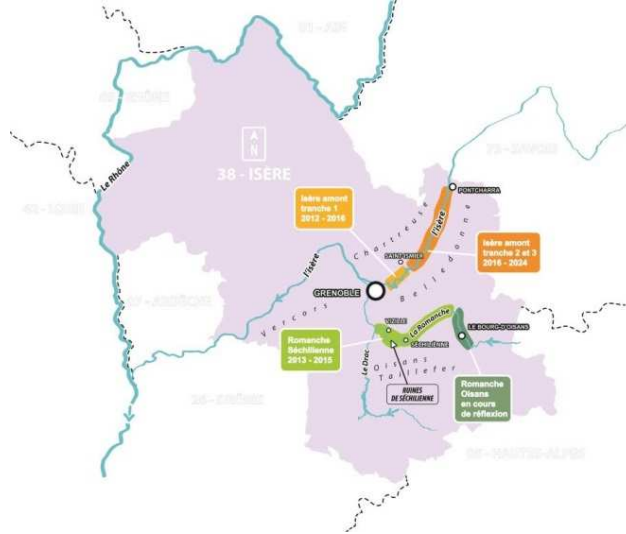 01 - AIN
69 - RHÔNE
A
N
38 - ISÈRE
73 - SAVOIE
Le Rhône
42 - LOIRE
PONTCHARRA
Isère amont
tranche 1
2012 - 2016
Chartreuse
l'Isère
SAINT-ISMIER
Isère amont
tranche 2 et 3
2016 - 2024
l'Isère
GRENOBLE
Belledonne
07 - ARDÈCHE
Vercors
VIZILLE
La Romanche
LE BOURG-D'OISANS
Romanche
Séchilienne
2013 - 2015
SÉCHILIENNE
Le Drac
Oisans
Taillefer
26 - DRÔME
RUINES
DE SÉCHILIENNE
Romanche
Oisans
en cours
de réflexion
05 - HAUTES-ALPES